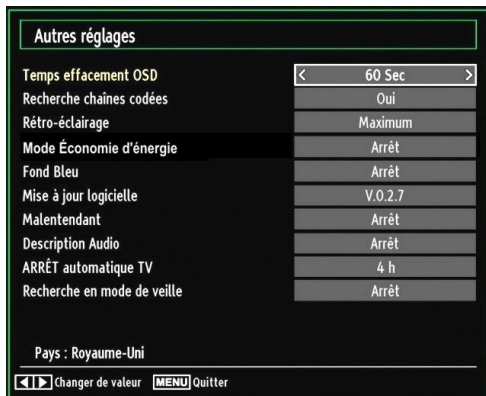 Autres réglages
Temps effacement OSD < 60 Sec >
Recherche chaînes codées Oui
Rétro-éclairage Maximum
Mode Économie d'énergie Arrêt
Fond Bleu Arrêt
Mise à jour logicielle V.0.2.7
Malentendant Arrêt
Description Audio Arrêt
ARRÊT automatique TV 4 h
Recherche en mode de veille Arrêt
Pays : Royaume-Uni
Changer de valeur MENU Quitter